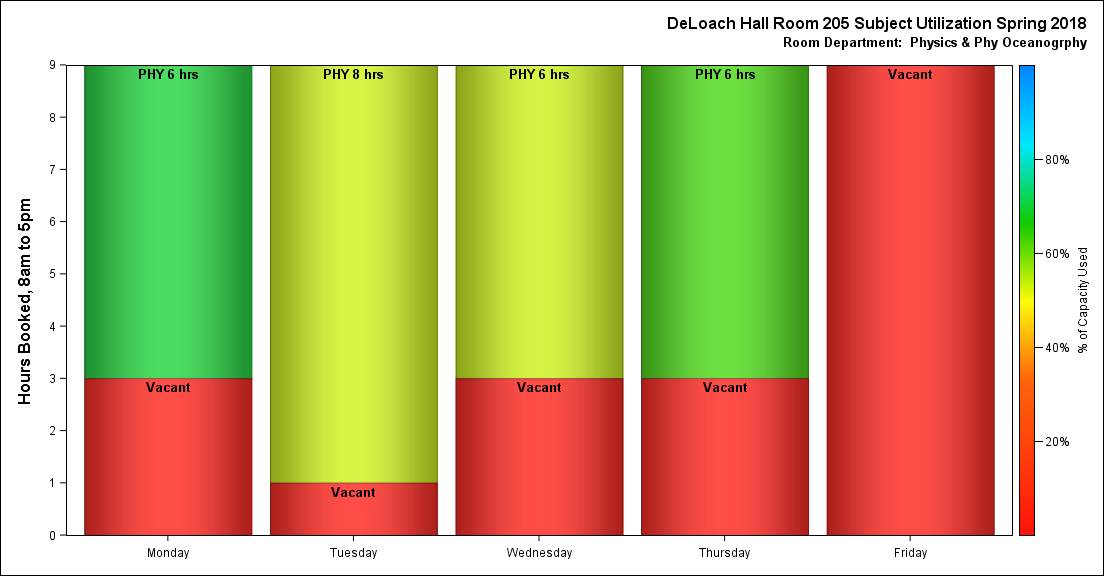 DeLoach Hall Room 205 Subject Utilization Spring 2018
Room Department:  Physics & Phy Oceanogrphy
Hours Booked, 8am to 5pm
9
8
7
6
5
4
3
2
1
0
PHY 6 hrs
PHY 8 hrs
PHY 6 hrs
PHY 6 hrs
Vacant
Vacant
Vacant
Vacant
Vacant
Monday
Tuesday
Wednesday
Thursday
Friday
80%
60%
40%
20%
% of Capacity Used